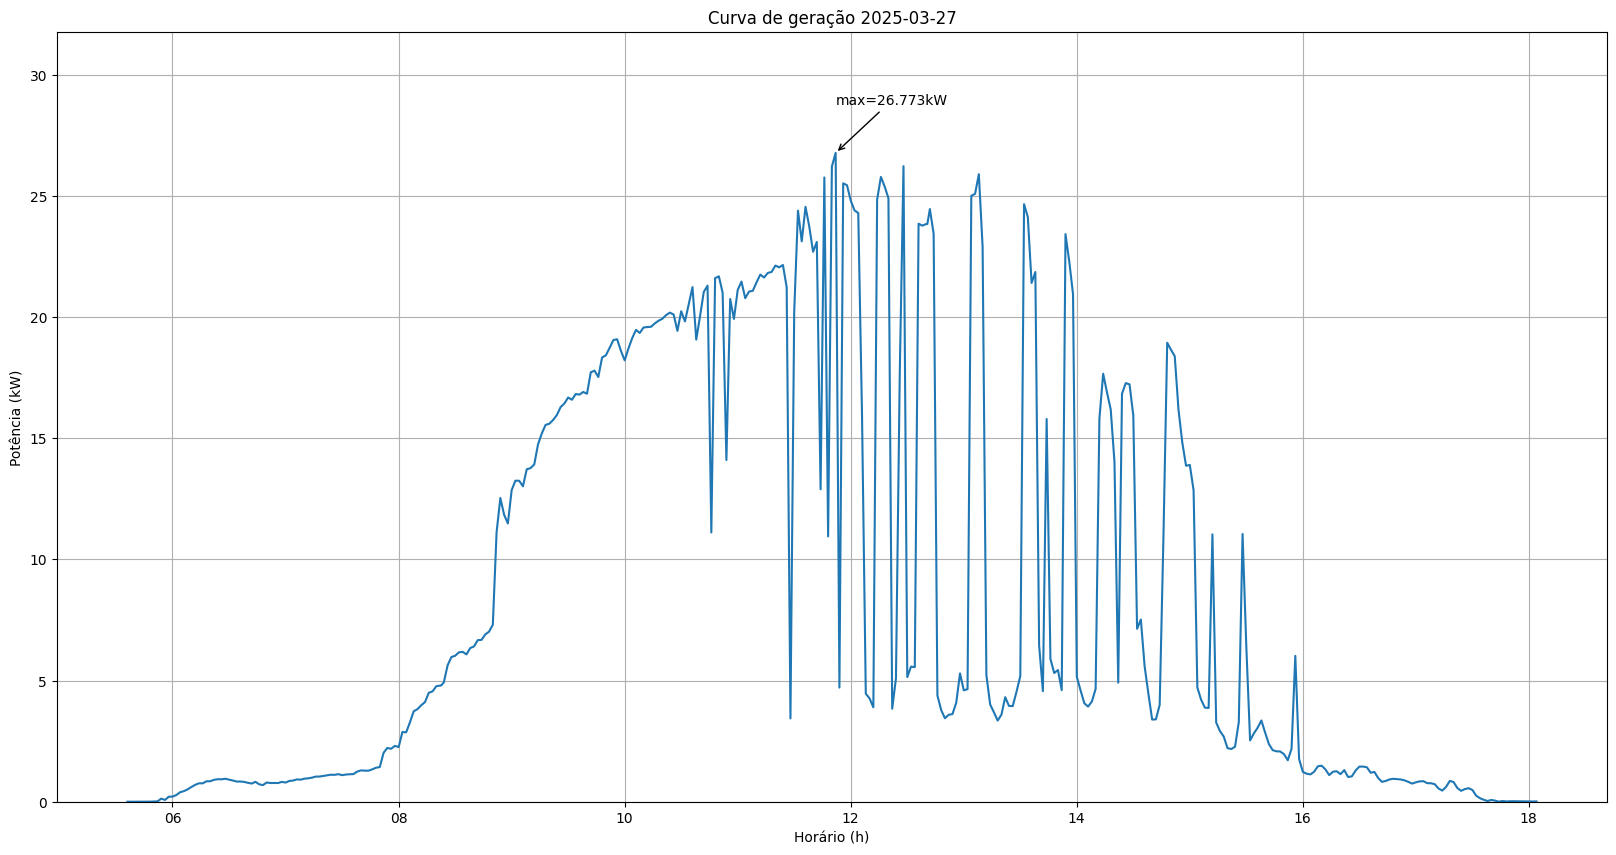 Curva de geração 2025-03-27
max=26.773kW
Potência (kW)
30
25
20
15
10
5
0
06 08 10 12 14 16 18
Horário (h)